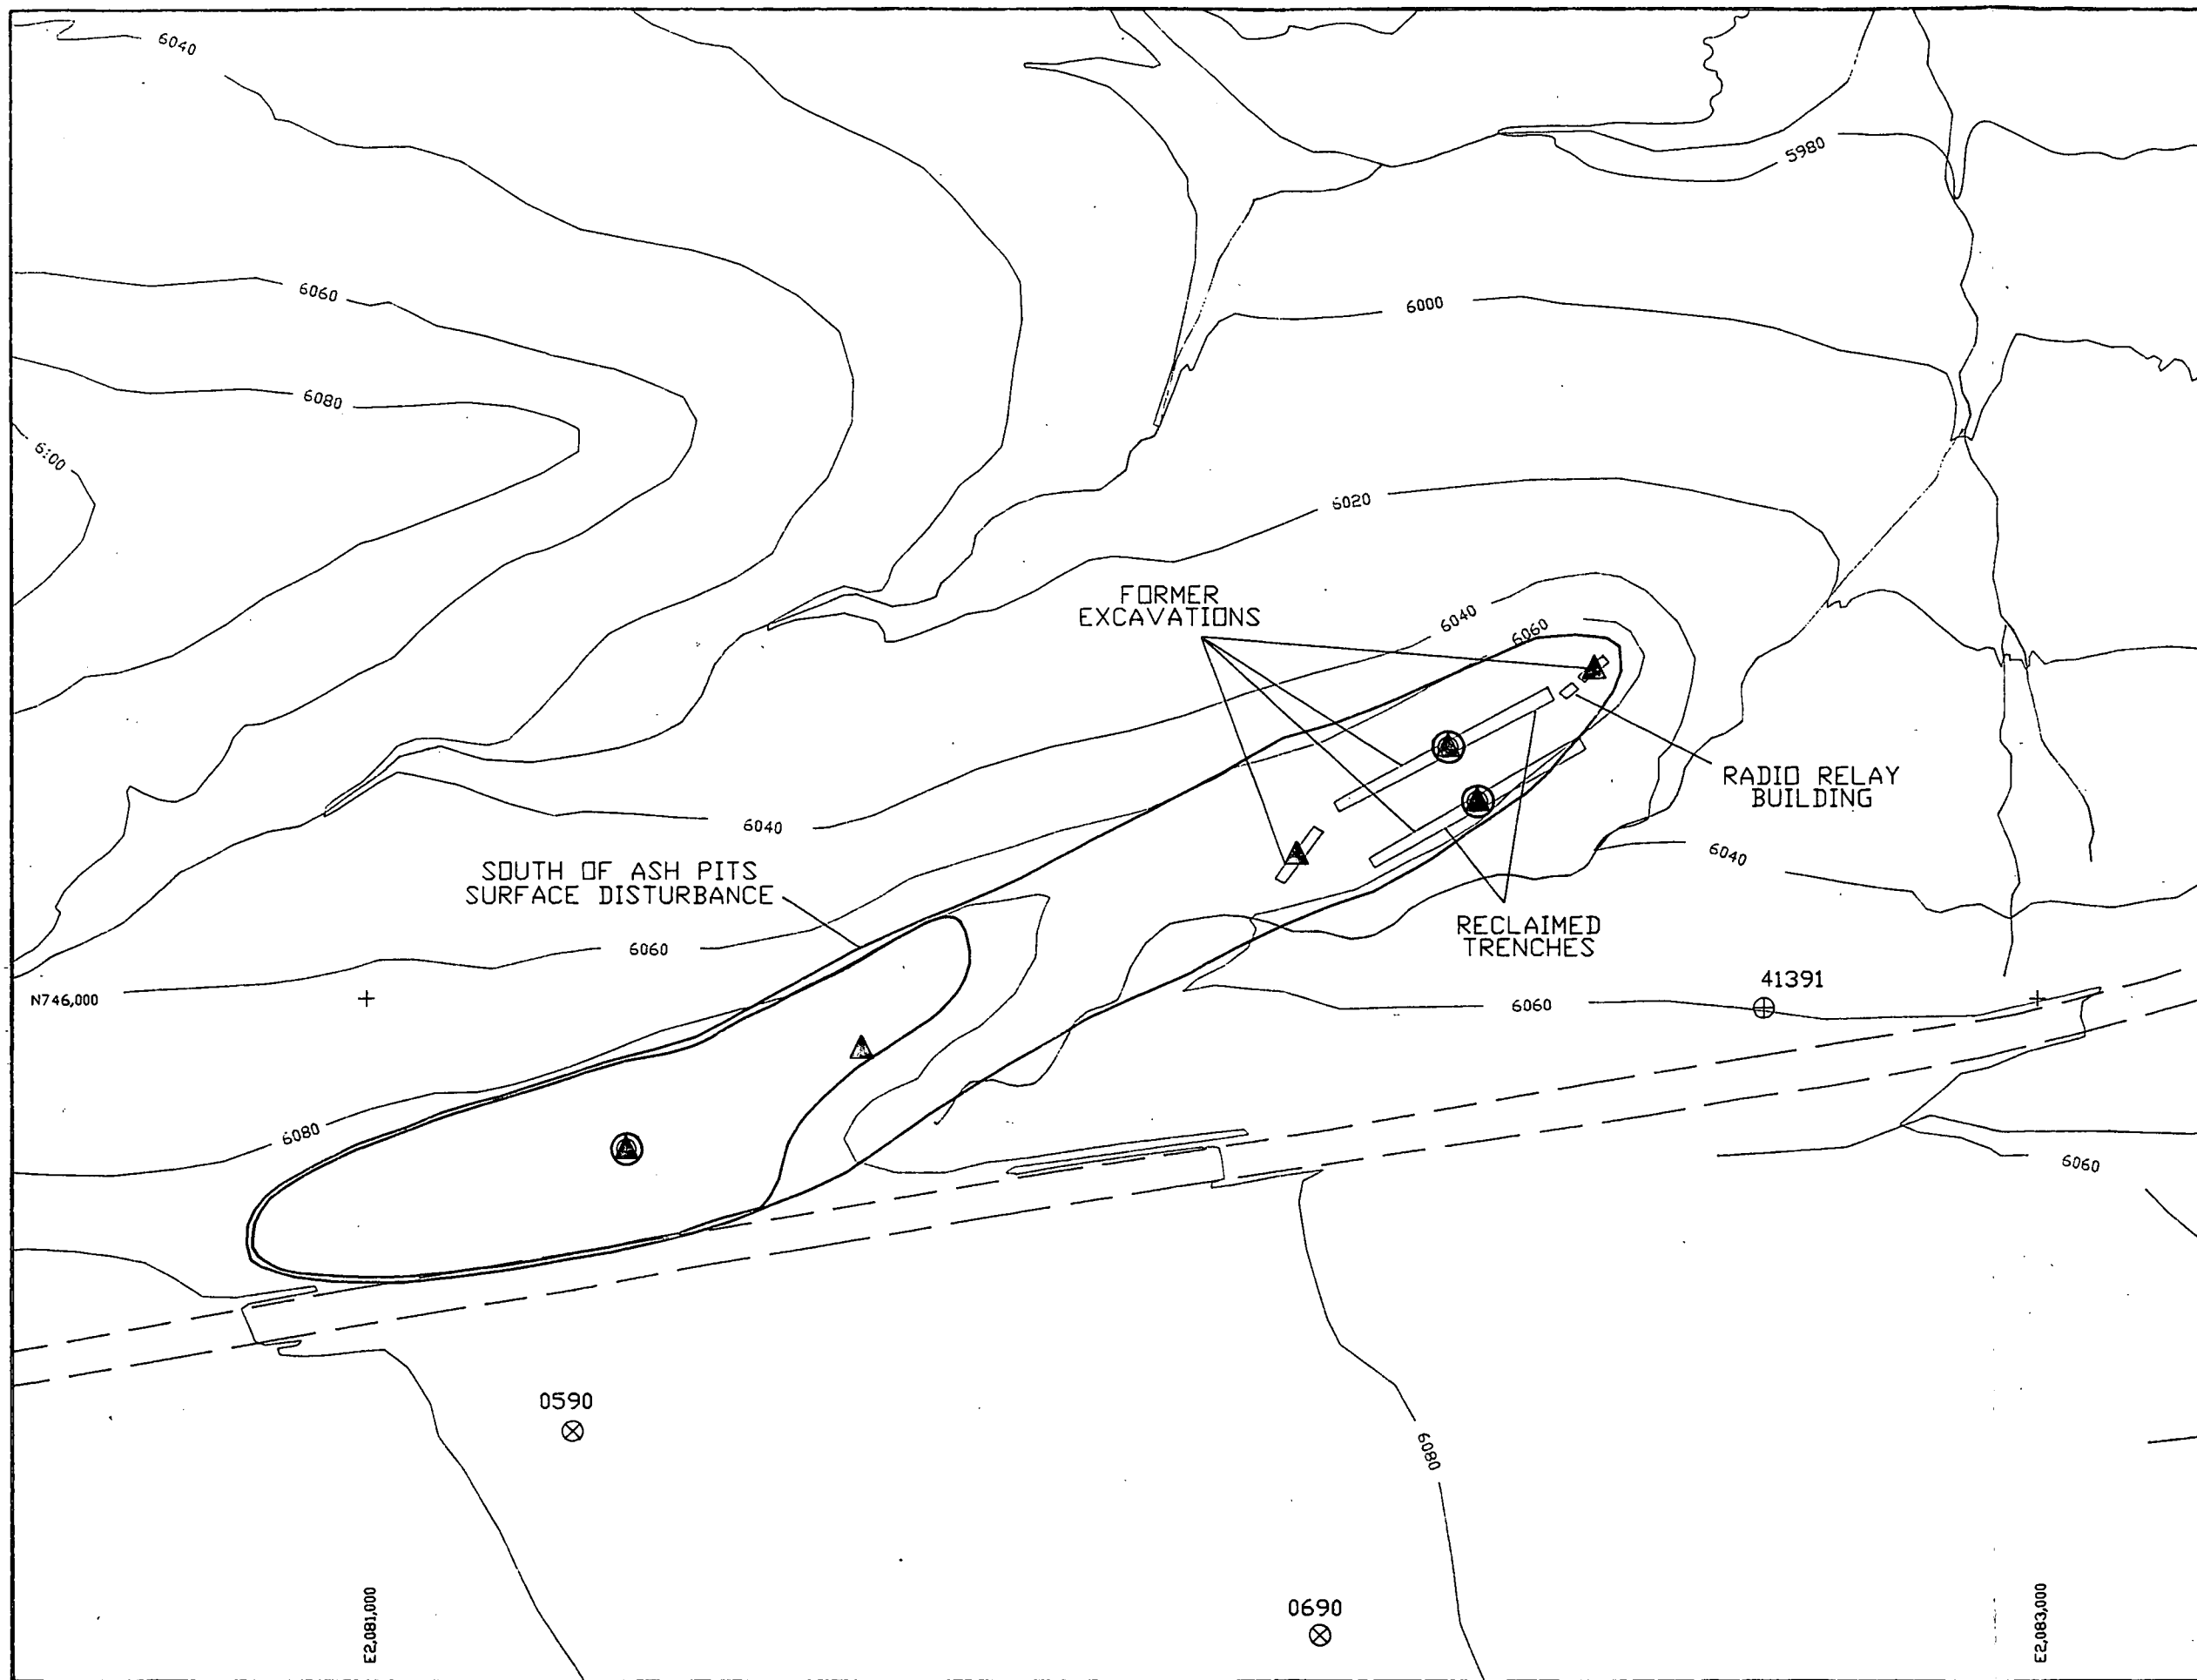 6040
5980
6060
6000
6080
6100
6020
FORMER
EXCAVATIONS
6040
6060
RADIO RELAY
BUILDING
6040
6040
SOUTH OF ASH PITS
SURFACE DISTURBANCE
RECLAIMED
TRENCHES
6060
41391
N746,000
6060
6080
6060
0590
6080
0690
E2,081,000
E2,083,000